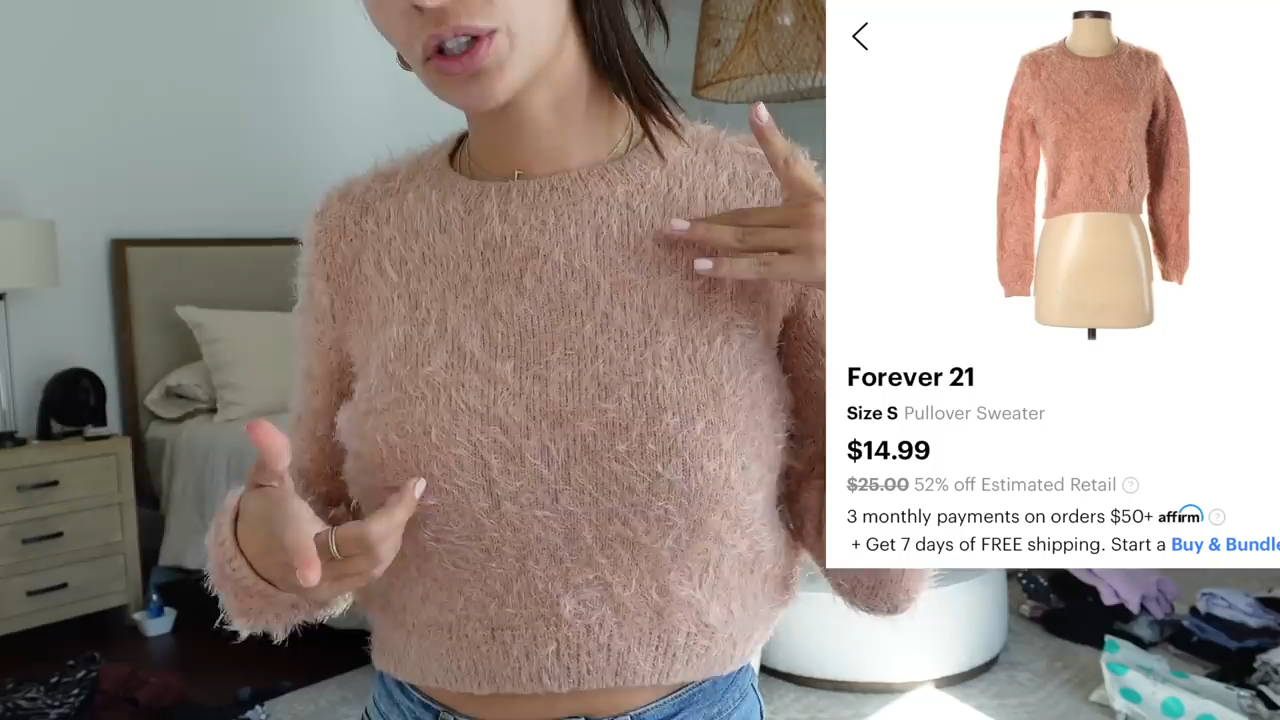 Forever 21
Size S Pullover Sweater
$14.99
$25.00 52% off Estimated Retail ?
3 monthly payments on orders $50+ affirm ?
+ Get 7 days of FREE shipping. Start a Buy & Bundle